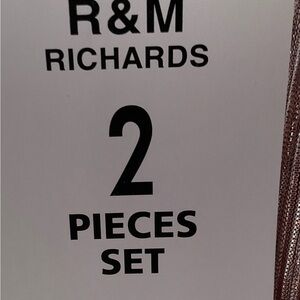 R&M
RICHARDS
2
PIECES
SET